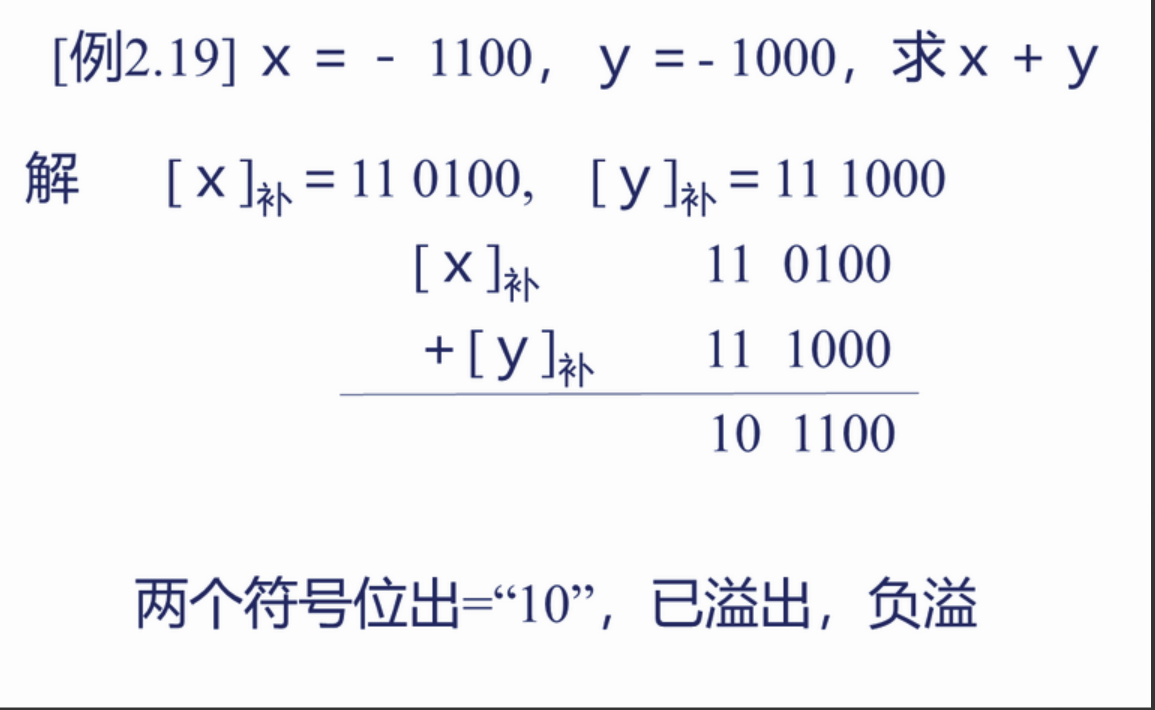 [例2.19] x = - 1100, y = - 1000, 求 x + y
解 [ x ]补 = 11 0100, [ y ]补 = 11 1000
[ x ]补 11 0100
+ [ y ]补 11 1000
10 1100
两个符号位出=“10”，已溢出，负溢